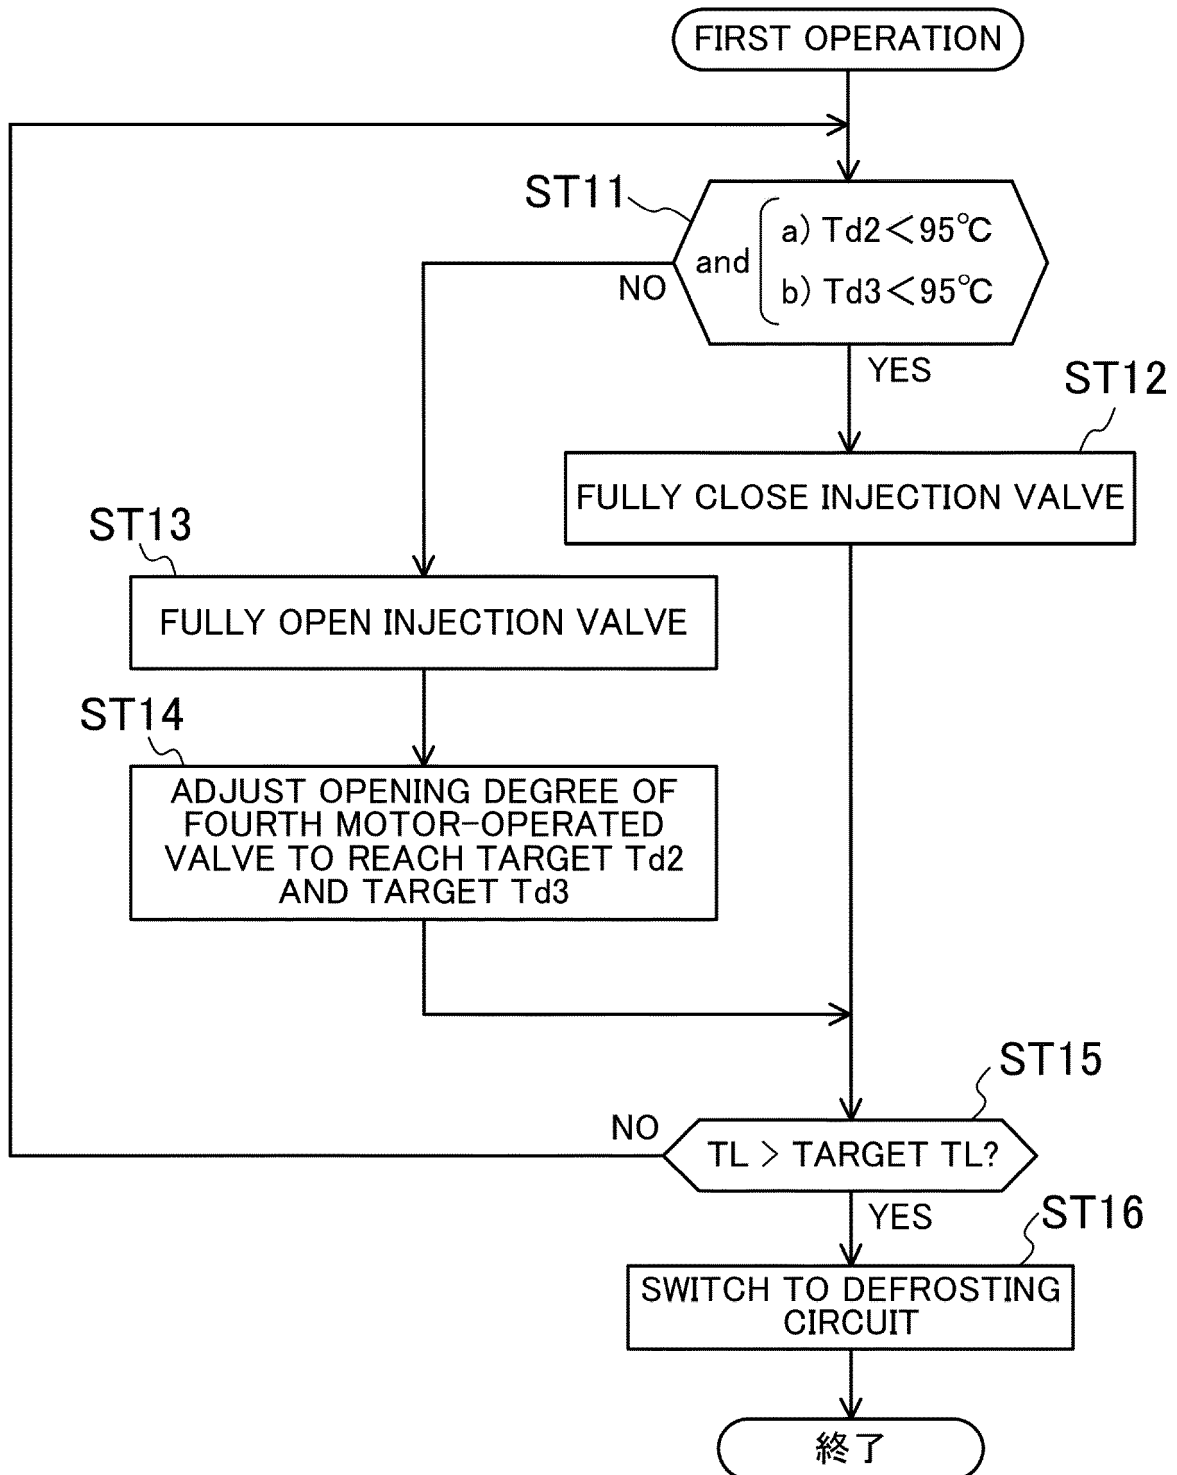 FIRST OPERATION
ST11
and
a) Td2<95℃
b) Td3<95℃
NO
YES
ST12
FULLY CLOSE INJECTION VALVE
ST13
FULLY OPEN INJECTION VALVE
ST14
ADJUST OPENING DEGREE OF
FOURTH MOTOR-OPERATED
VALVE TO REACH TARGET Td2
AND TARGET Td3
ST15
NO
TL > TARGET TL?
YES
ST16
SWITCH TO DEFROSTING
CIRCUIT
終了